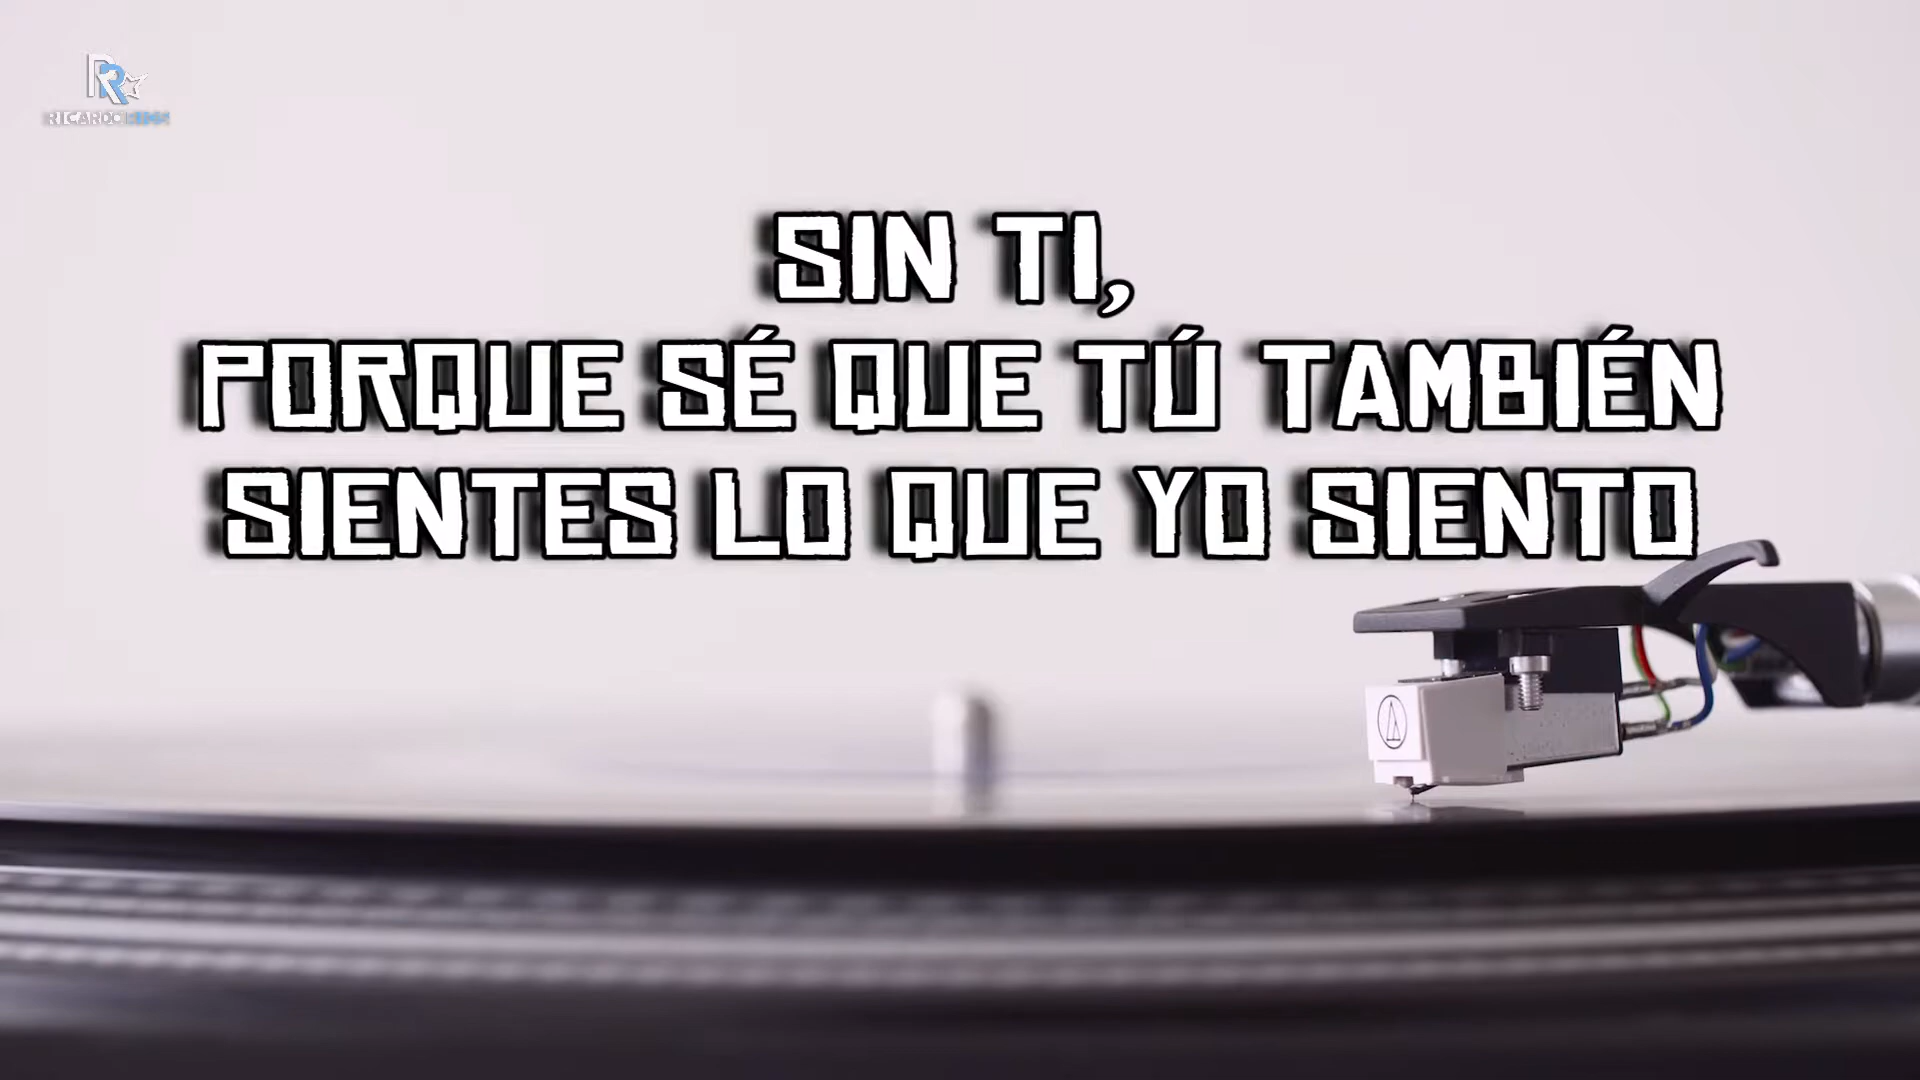 SIN TI,
PORQUE SÉ QUE TÚ TAMBIÉN
SIENTES LO QUE YO SIENTO